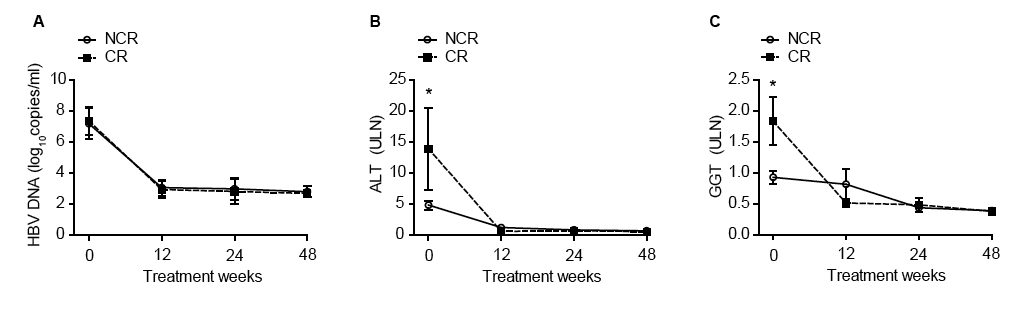 A
NCR
CR
HBV DNA (log10copies/ml)
10
8
6
4
2
0
0 12 24 48
Treatment weeks
B
NCR
CR
ALT (ULN)
25
20
15
10
5
0
*
0 12 24 48
Treatment weeks
C
NCR
CR
GGT (ULN)
2.5
2.0
1.5
1.0
0.5
0.0
*
0 12 24 48
Treatment weeks